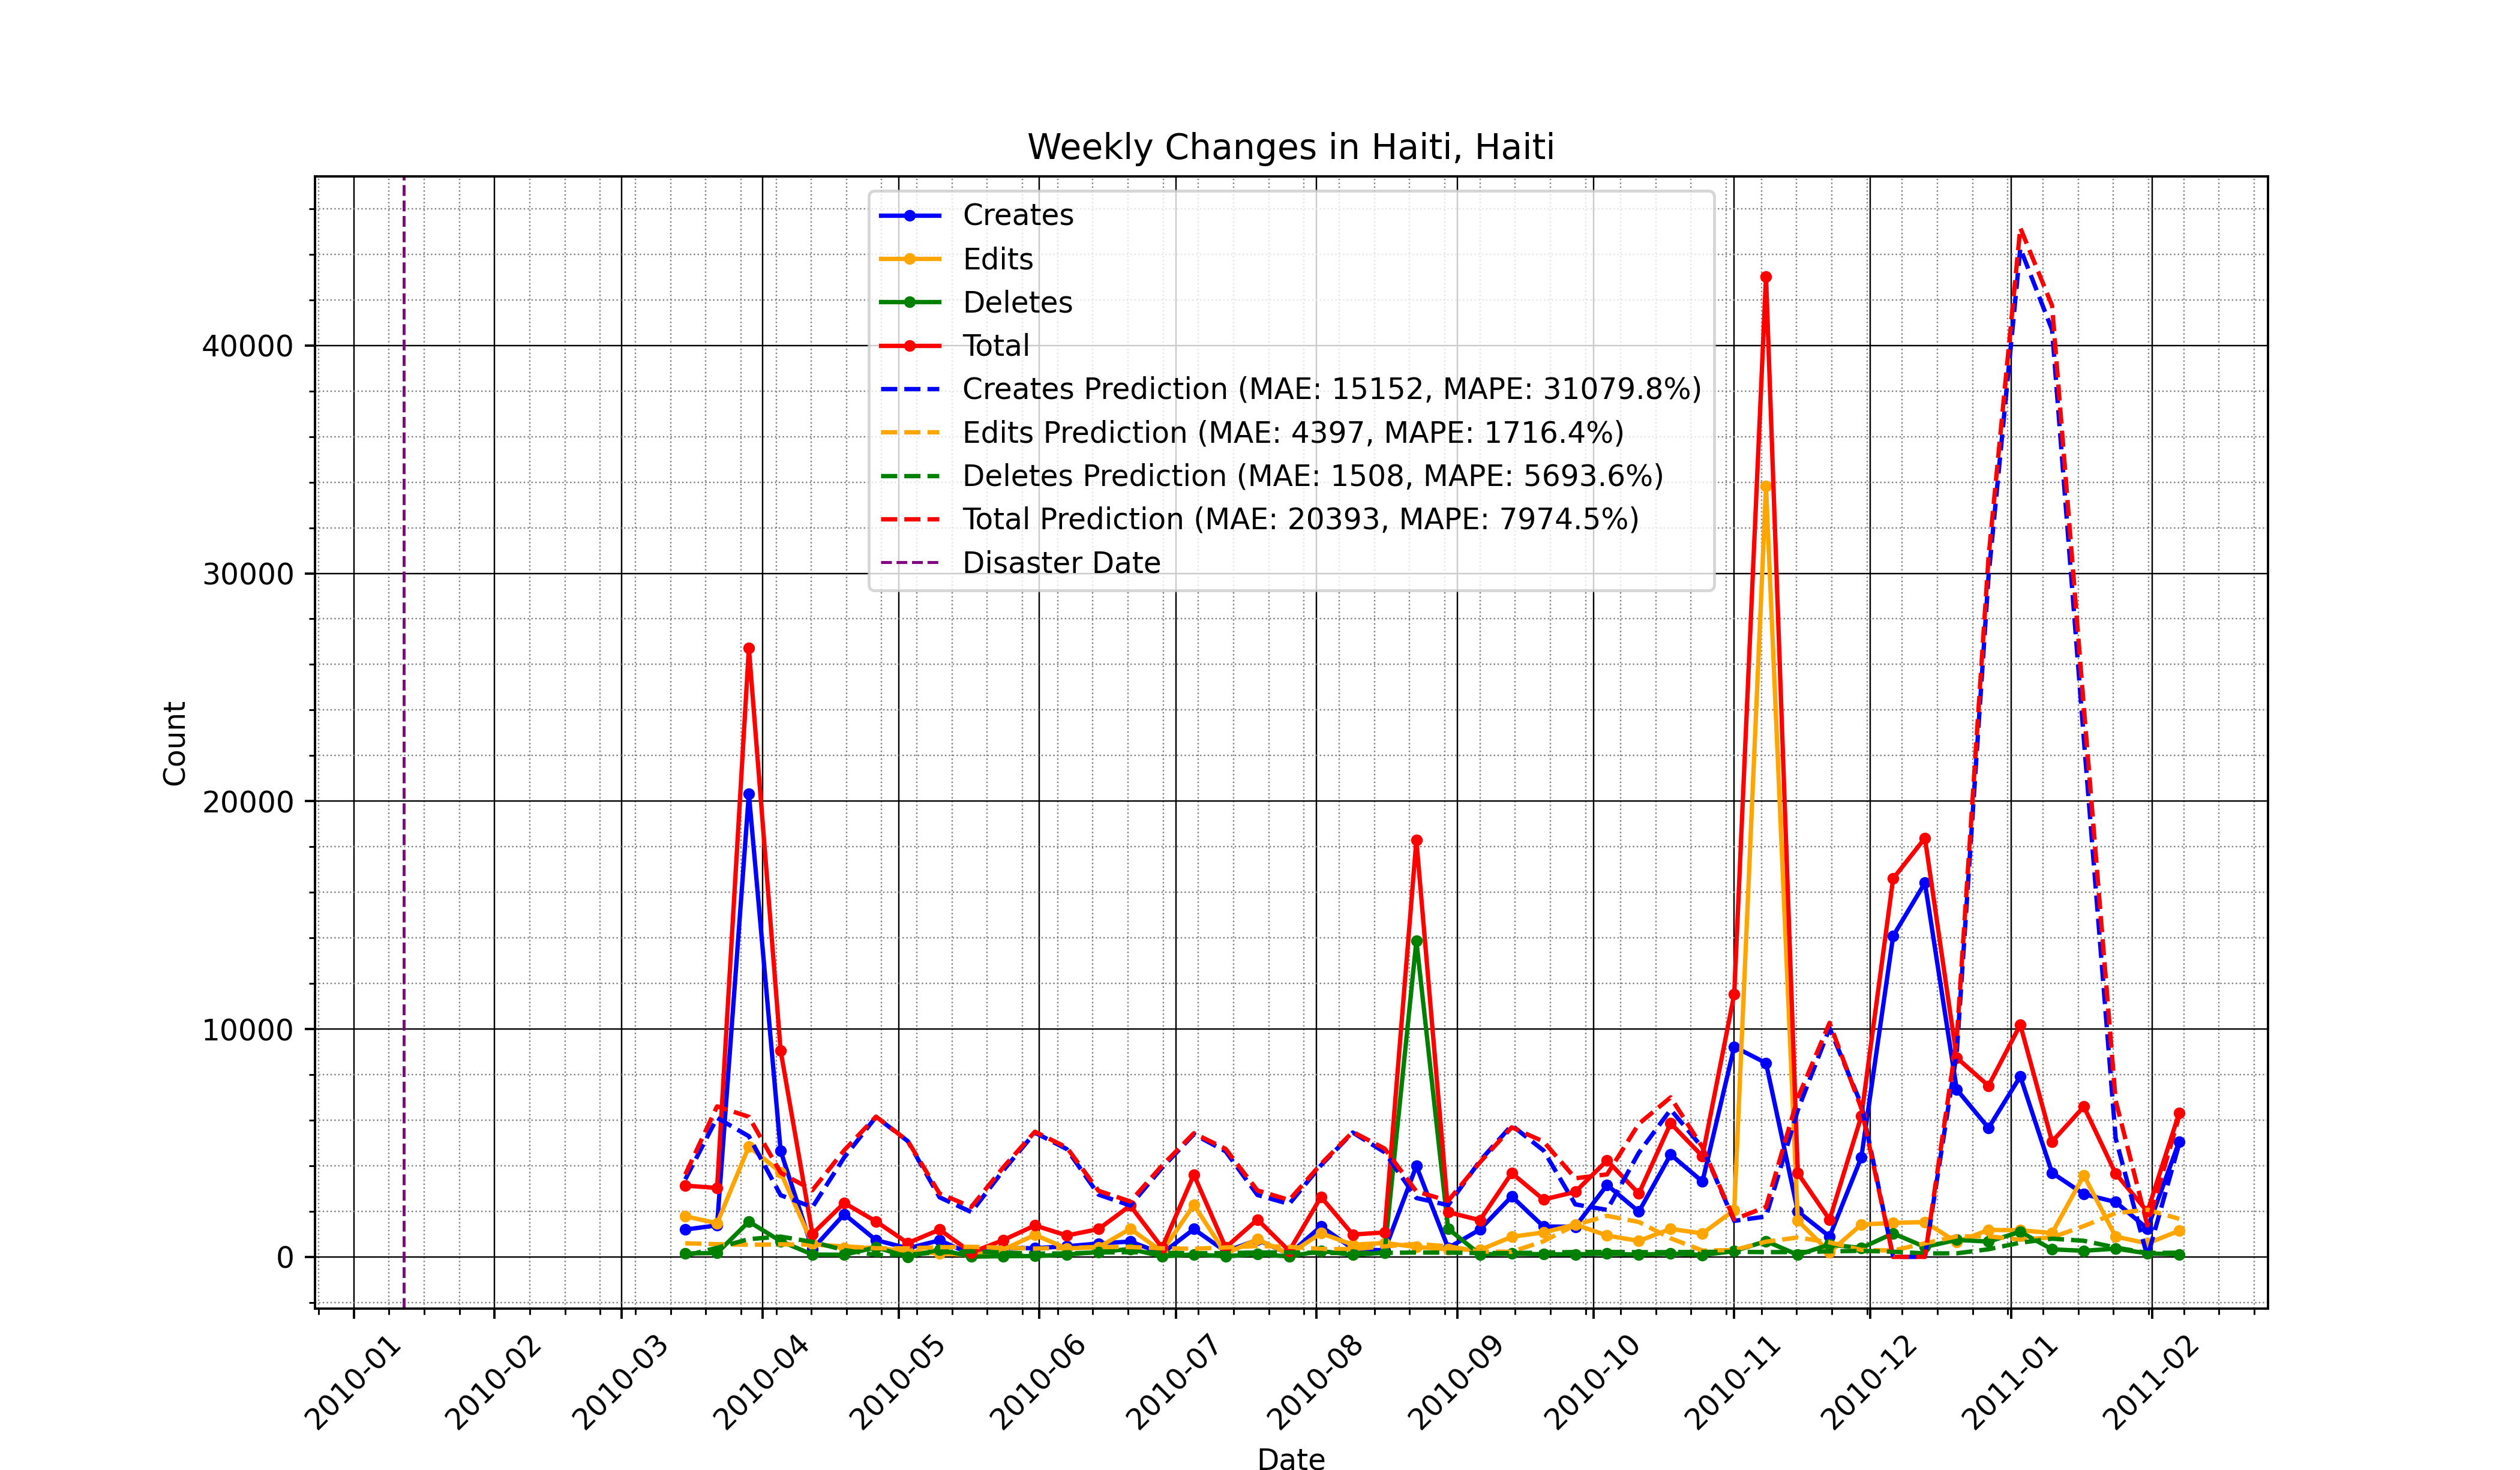 Weekly Changes in Haiti, Haiti
Creates
Edits
Deletes
Total
Creates Prediction (MAE: 15152, MAPE: 31079.8%)
Edits Prediction (MAE: 4397, MAPE: 1716.4%)
Deletes Prediction (MAE: 1508, MAPE: 5693.6%)
Total Prediction (MAE: 20393, MAPE: 7974.5%)
Disaster Date
Count
40000
30000
20000
10000
0
2010-01
2010-02
2010-03
2010-04
2010-05
2010-06
2010-07
2010-08
2010-09
2010-10
2010-11
2010-12
2011-01
2011-02
Date